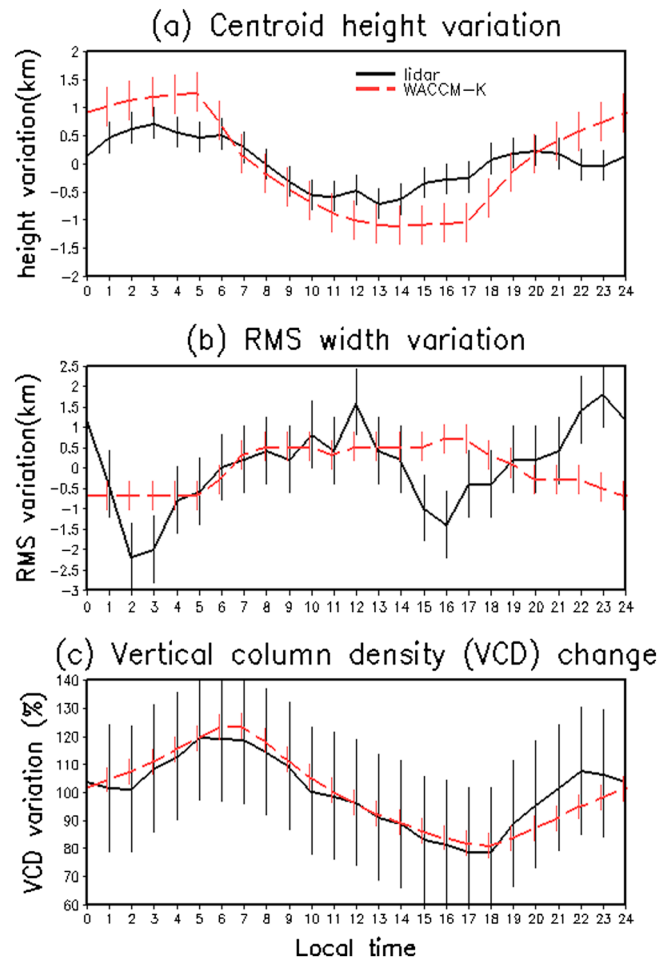 (a) Centroid height variation
height variation(km)
2
1.5
1
0.5
0
-0.5
-1
-1.5
-2
lidar
WACCM-K
0 1 2 3 4 5 6 7 8 9 10 11 12 13 14 15 16 17 18 19 20 21 22 23 24
(b) RMS width variation
RMS variation(km)
2.5
2
1.5
1
0.5
0
-0.5
-1
-1.5
-2
-2.5
-3
0 1 2 3 4 5 6 7 8 9 10 11 12 13 14 15 16 17 18 19 20 21 22 23 24
(c) Vertical column density (VCD) change
VCD variation (%)
140
130
120
110
100
90
80
70
60
0 1 2 3 4 5 6 7 8 9 10 11 12 13 14 15 16 17 18 19 20 21 22 23 24
Local time